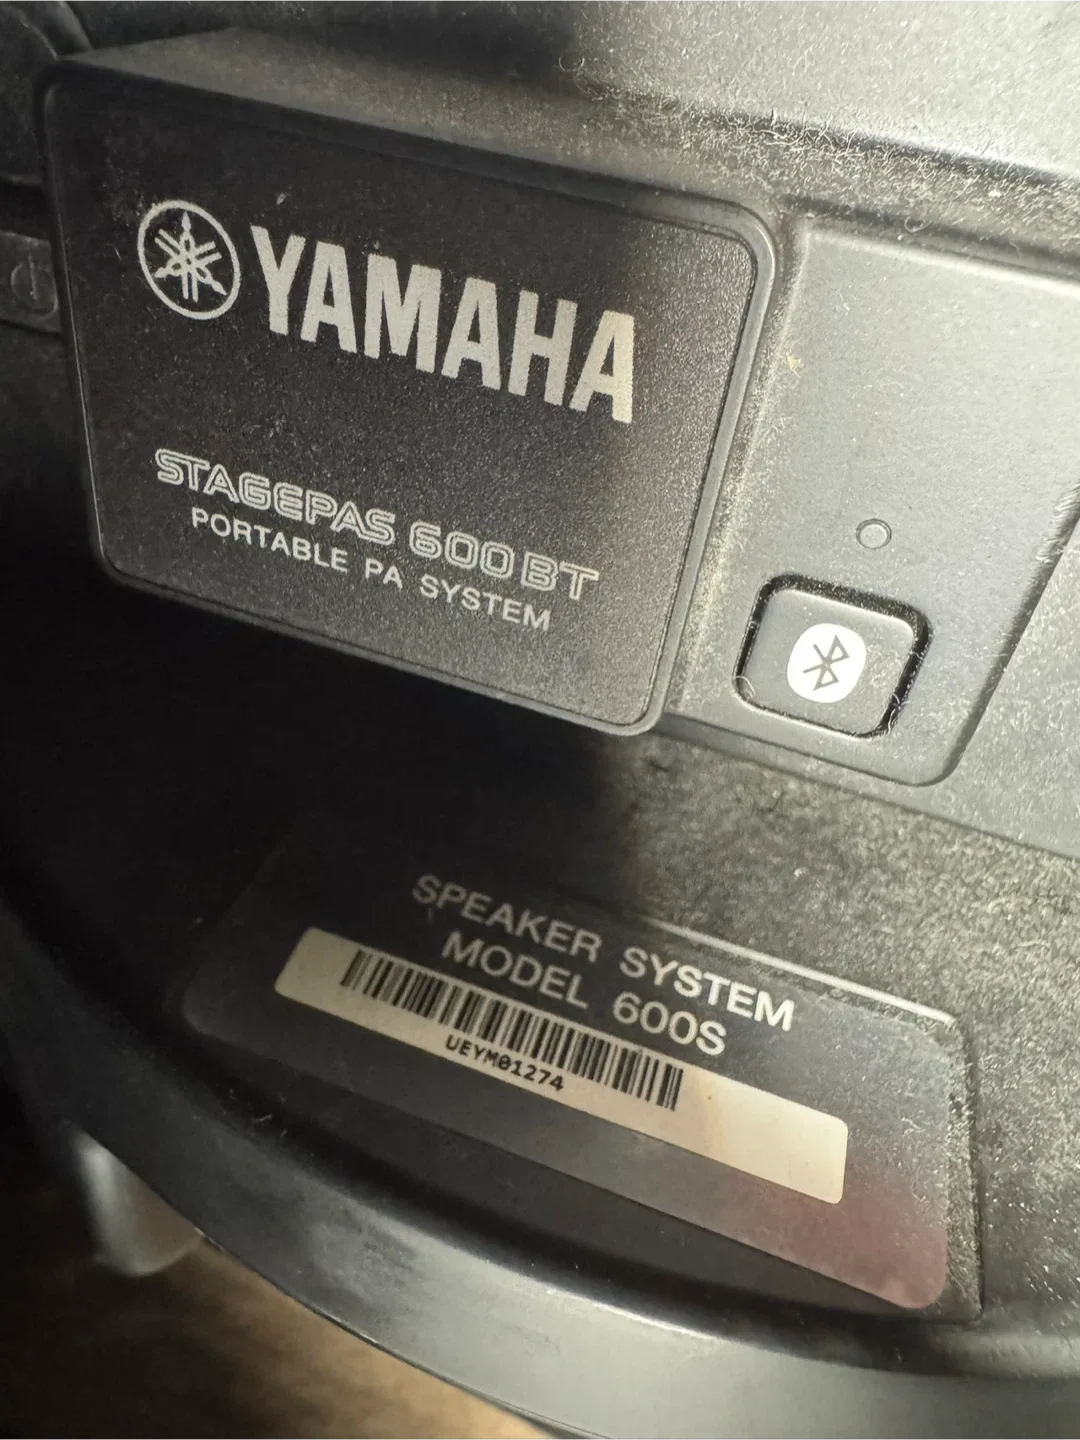 YAMAHA
STAGEPAS 600BT
PORTABLE PA SYSTEM
SPEAKER SYSTEM
MODEL 600S
UEYM01274